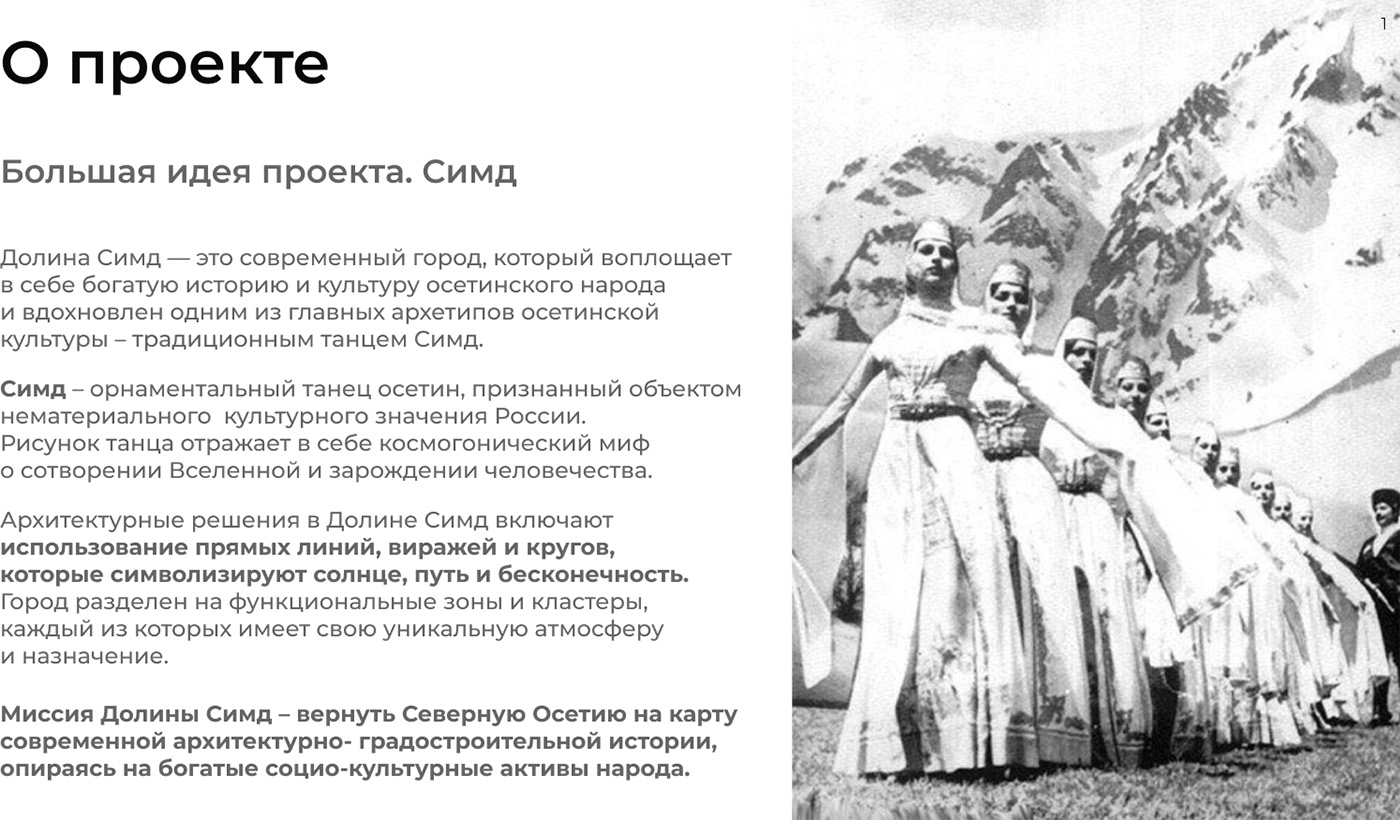 1
О проекте
Большая идея проекта. Симд
Долина Симд — это современный город, который воплощает
в себе богатую историю и культуру осетинского народа
и вдохновлен одним из главных архетипов осетинской
культуры – традиционным танцем Симд.
Симд – орнаментальный танец осетин, признанный объектом
нематериального  культурного значения России.
Рисунок танца отражает в себе космогонический миф
о сотворении Вселенной и зарождении человечества.
Архитектурные решения в Долине Симд включают
использование прямых линий, виражей и кругов,
которые символизируют солнце, путь и бесконечность.
Город разделен на функциональные зоны и кластеры,
каждый из которых имеет свою уникальную атмосферу
и назначение.
Миссия Долины Симд – вернуть Северную Осетию на карту
современной архитектурно- градостроительной истории,
опираясь на богатые социо-культурные активы народа.